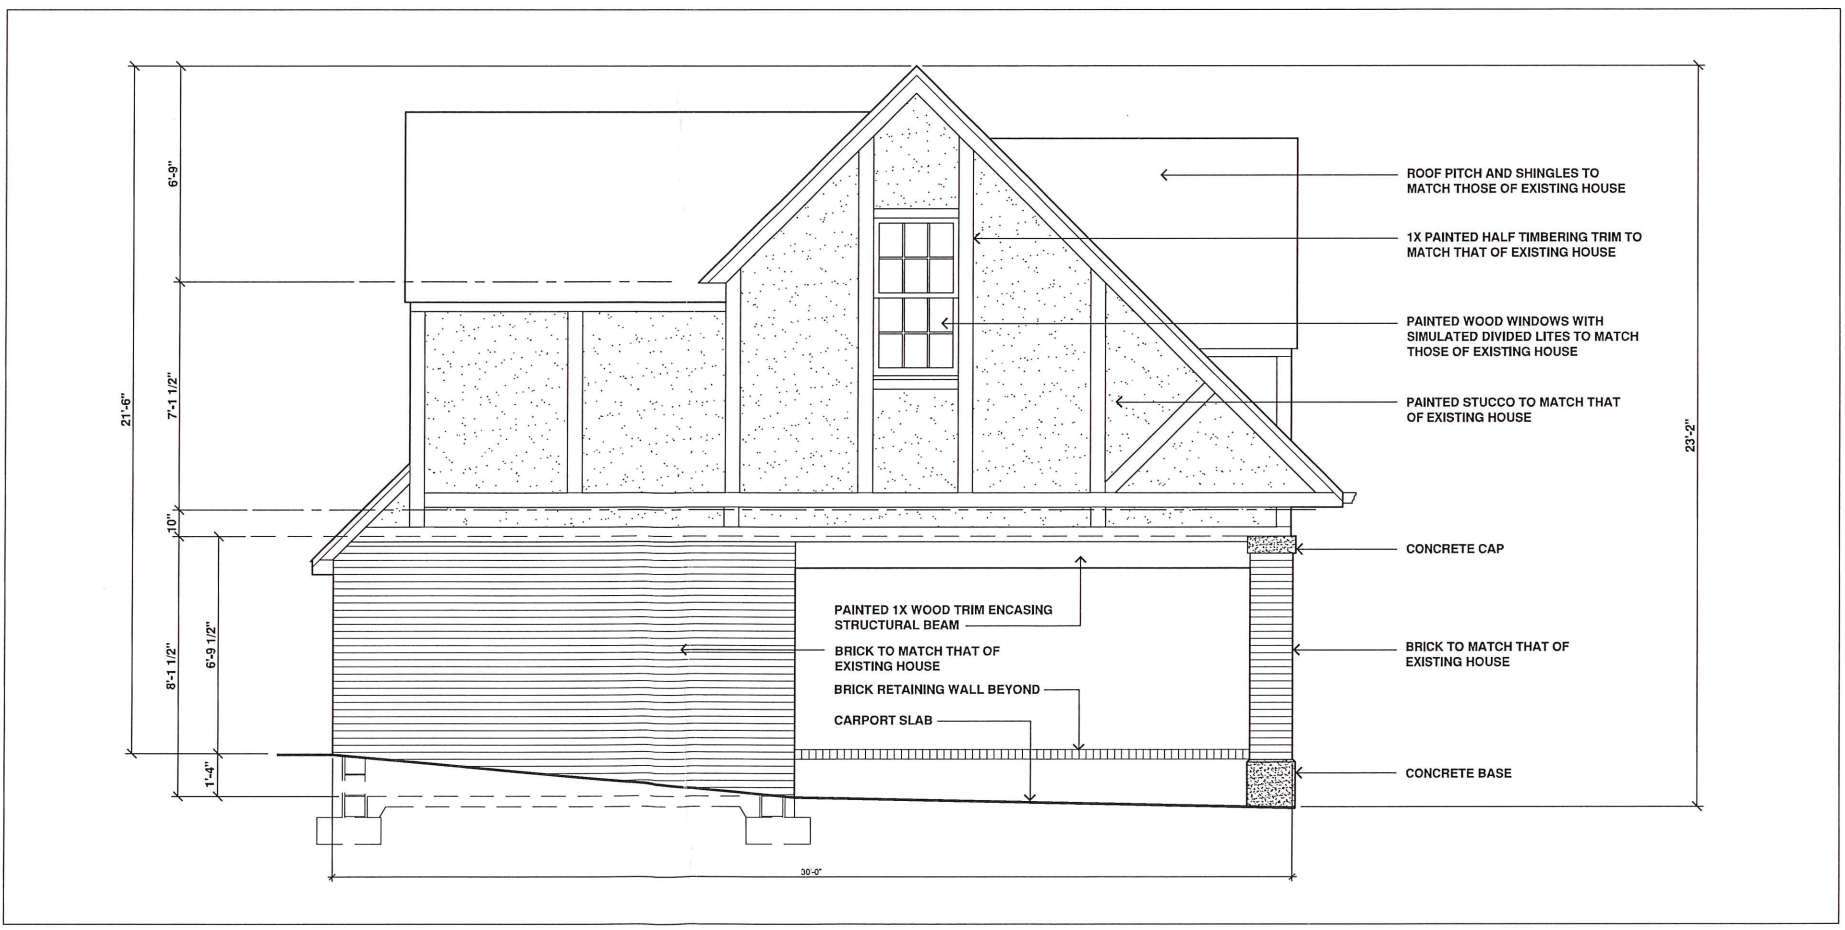 ROOF PITCH AND SHINGLES TO
MATCH THOSE OF EXISTING HOUSE
1X PAINTED HALF TIMBERING TRIM TO
MATCH THAT OF EXISTING HOUSE
PAINTED WOOD WINDOWS WITH
SIMULATED DIVIDED LITES TO MATCH
THOSE OF EXISTING HOUSE
PAINTED STUCCO TO MATCH THAT
OF EXISTING HOUSE
CONCRETE CAP
BRICK TO MATCH THAT OF
EXISTING HOUSE
CONCRETE BASE
PAINTED 1X WOOD TRIM ENCASING
STRUCTURAL BEAM
BRICK TO MATCH THAT OF
EXISTING HOUSE
BRICK RETAINING WALL BEYOND
CARPORT SLAB
6'-9"
7'-1 1/2"
21'-6"
10"
8'-1 1/2"
6'-9 1/2"
1'-4"
23'-2"
30'-0"